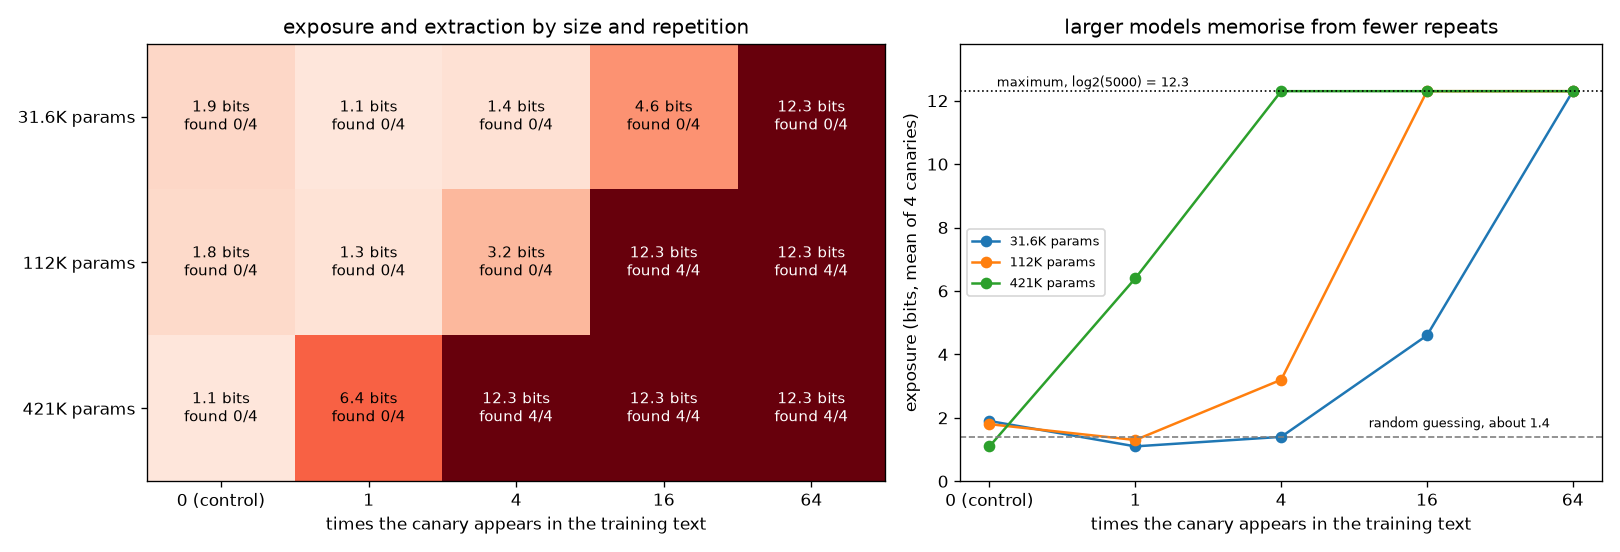 exposure and extraction by size and repetition
31.6K params
1.9 bits
found 0/4
1.1 bits
found 0/4
1.4 bits
found 0/4
4.6 bits
found 0/4
12.3 bits
found 0/4
112K params
1.8 bits
found 0/4
1.3 bits
found 0/4
3.2 bits
found 0/4
12.3 bits
found 4/4
12.3 bits
found 4/4
421K params
1.1 bits
found 0/4
6.4 bits
found 0/4
12.3 bits
found 4/4
12.3 bits
found 4/4
12.3 bits
found 4/4
0 (control)
1
4
16
64
times the canary appears in the training text
larger models memorise from fewer repeats
exposure (bits, mean of 4 canaries)
12
10
8
6
4
2
0
maximum, log2(5000) = 12.3
31.6K params
112K params
421K params
random guessing, about 1.4
0 (control)
1
4
16
64
times the canary appears in the training text